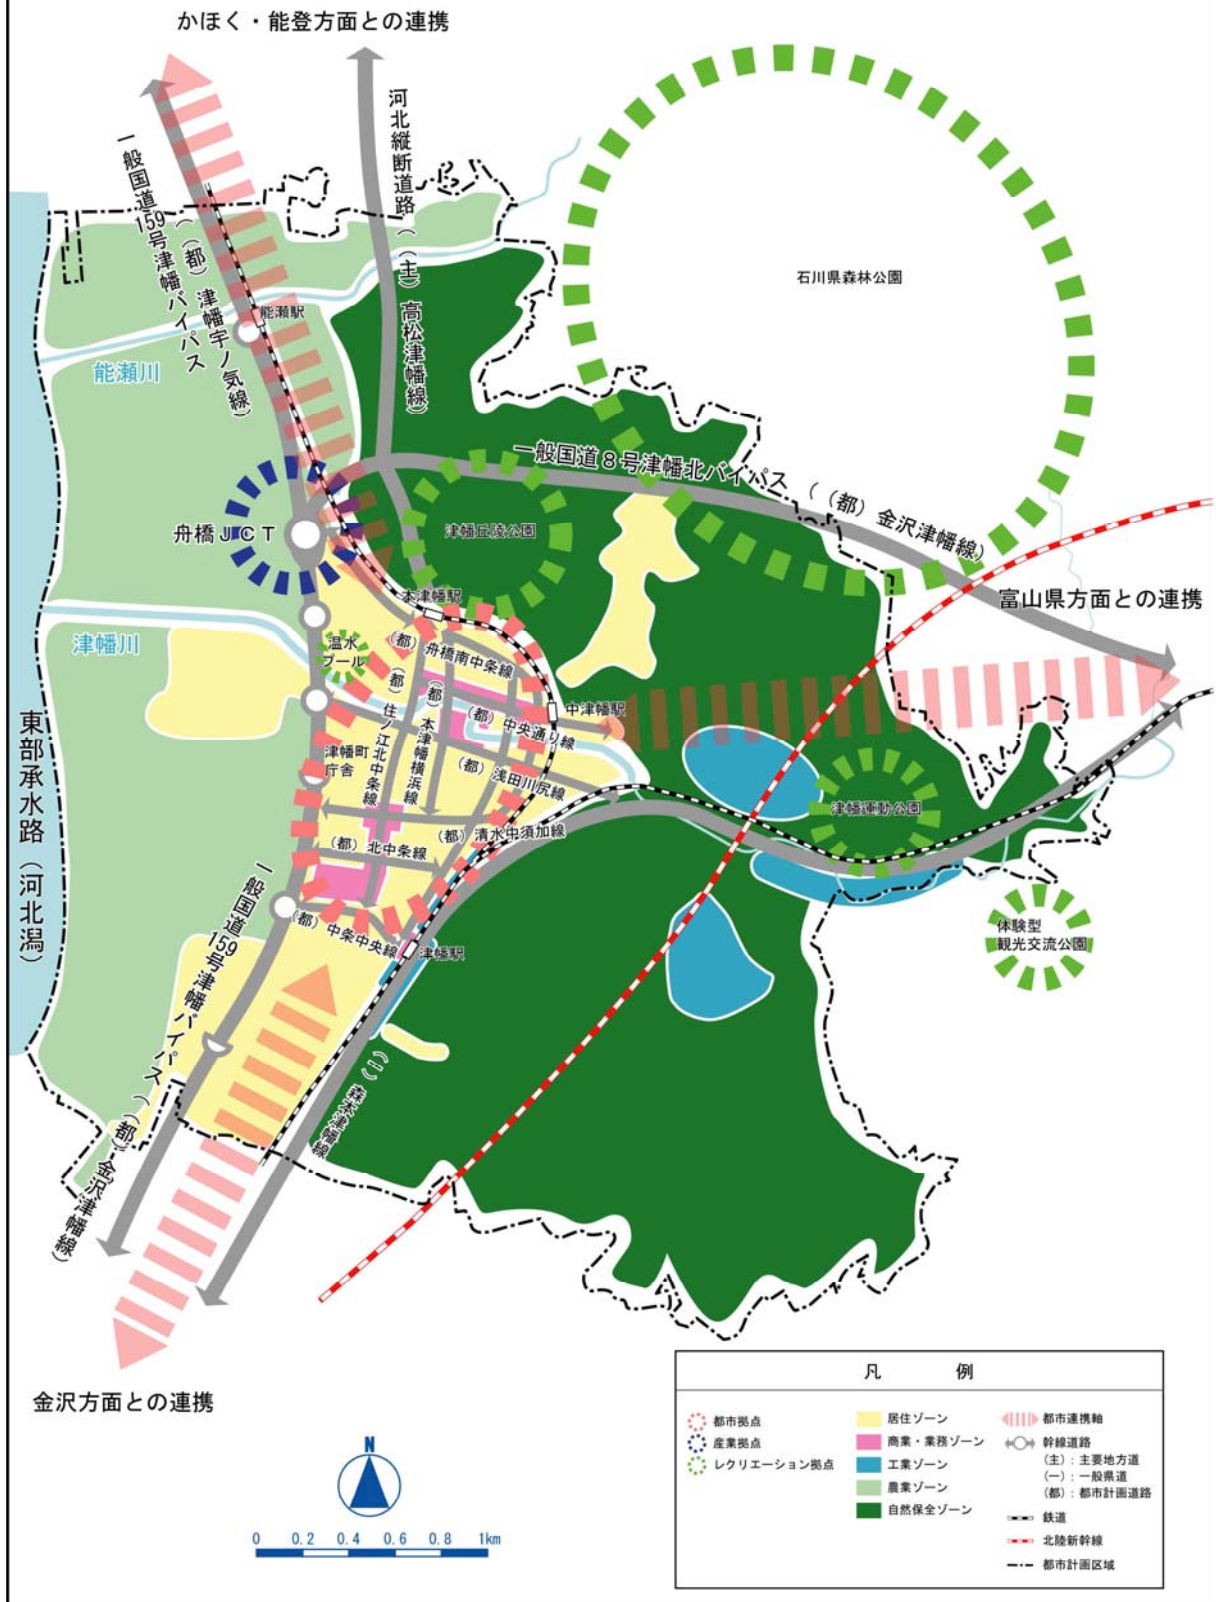 かほく・能登方面との連携
河北縦断道路（（主）高松津幡線）
一般国道159号津幡バイパス
（（都）津幡宇ノ気線）
石川県森林公園
能瀬駅
能瀬川
一般国道８号津幡北バイパス（（都）金沢津幡線）
舟橋ＪＣＴ
津幡丘陵公園
富山県方面との連携
本津幡駅
津幡川
温水
プール
（都）舟橋南中条線
（都）住ノ江北中条線
（都）本津幡横浜線
（都）中央通り線
中津幡駅
東部承水路（河北潟）
津幡町
庁舎
（都）浅田川尻線
津幡運動公園
（都）清水中須加線
（都）北中条線
一般国道159号津幡バイパス（（都）金沢津幡線）
（都）中条中央線
津幡駅
体験型
観光交流公園
（一）森本津幡線
金沢方面との連携
N
0 0.2 0.4 0.6 0.8 1km
凡例
都市拠点
産業拠点
レクリエーション拠点
居住ゾーン
商業・業務ゾーン
工業ゾーン
農業ゾーン
自然保全ゾーン
都市連携軸
幹線道路
（主）：主要地方道
（一）：一般県道
（都）：都市計画道路
鉄道
北陸新幹線
都市計画区域